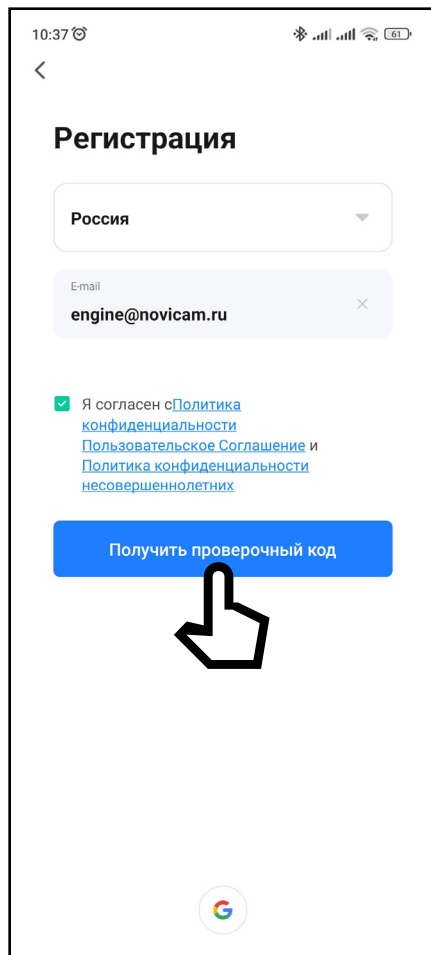 10:37
61
Регистрация
Россия
E-mail
engine@novicam.ru
Я согласен сПолитика
конфиденциальности
Пользовательское Соглашение и
Политика конфиденциальности
несовершеннолетних
Получить проверочный код
G